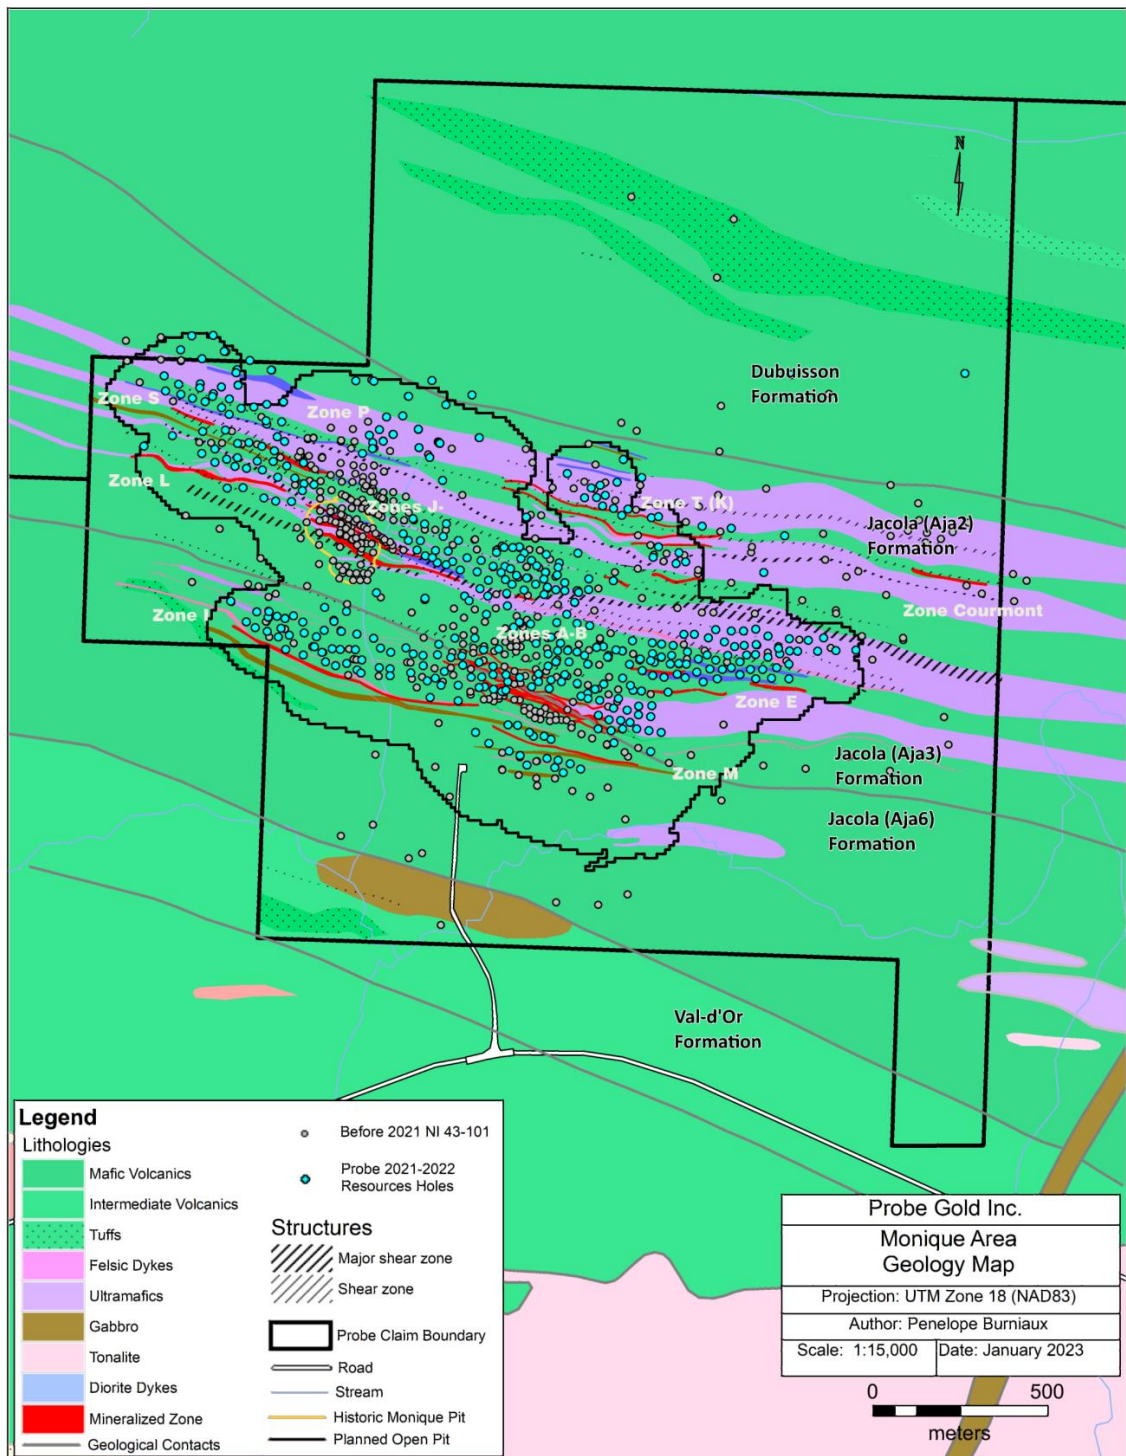 N
Dubuisson
Formation
Zone S
Zone P
Zone L
Zones J-
Zone T (K)
Jacola (Aja2)
Formation
Zone I
Zones A-B
Zone Courmont
Zone E
Jacola (Aja3)
Formation
Zone M
Jacola (Aja6)
Formation
Val-d'Or
Formation
Legend
Lithologies
Mafic Volcanics
Intermediate Volcanics
Tuffs
Felsic Dykes
Ultramafics
Gabbro
Tonalite
Diorite Dykes
Mineralized Zone
Geological Contacts
Before 2021 NI 43-101
Probe 2021-2022
Resources Holes
Structures
Major shear zone
Shear zone
Probe Claim Boundary
Road
Stream
Historic Monique Pit
Planned Open Pit
Probe Gold Inc.
Monique Area
Geology Map
Projection: UTM Zone 18 (NAD83)
Author: Penelope Burniaux
Scale: 1:15,000 Date: January 2023
0 500
meters